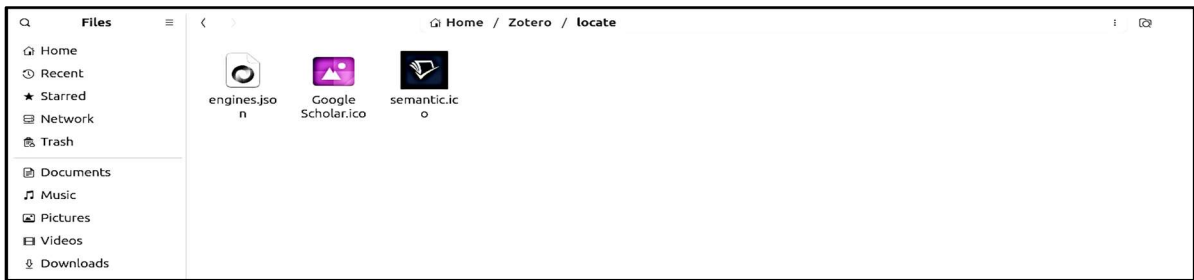 Files
Home / Zotero / locate
Home
Recent
Starred
Network
Trash
Documents
Music
Pictures
Videos
Downloads
engines.jso
n
Google
Scholar.ico
semantic.ic
o